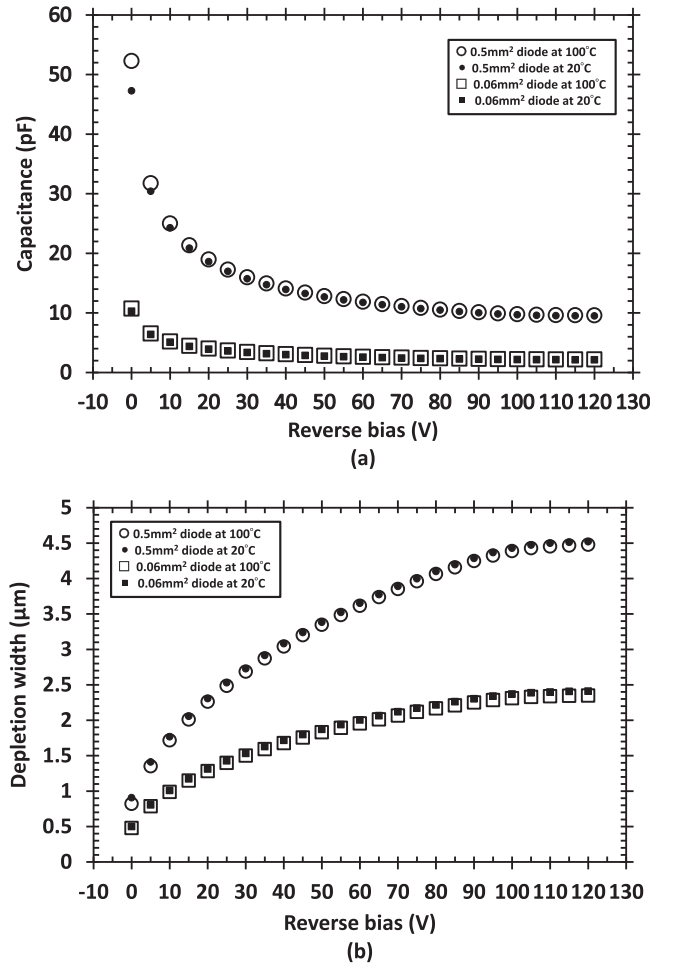 60
50
40
30
20
10
0
Capacitance (pF)
0.5mm² diode at 100°C
0.5mm² diode at 20°C
0.06mm² diode at 100°C
0.06mm² diode at 20°C
-10 0 10 20 30 40 50 60 70 80 90 100 110 120 130
Reverse bias (V)
(a)
5
4.5
4
3.5
3
2.5
2
1.5
1
0.5
0
Depletion width (µm)
0.5mm² diode at 100°C
0.5mm² diode at 20°C
0.06mm² diode at 100°C
0.06mm² diode at 20°C
-10 0 10 20 30 40 50 60 70 80 90 100 110 120 130
Reverse bias (V)
(b)